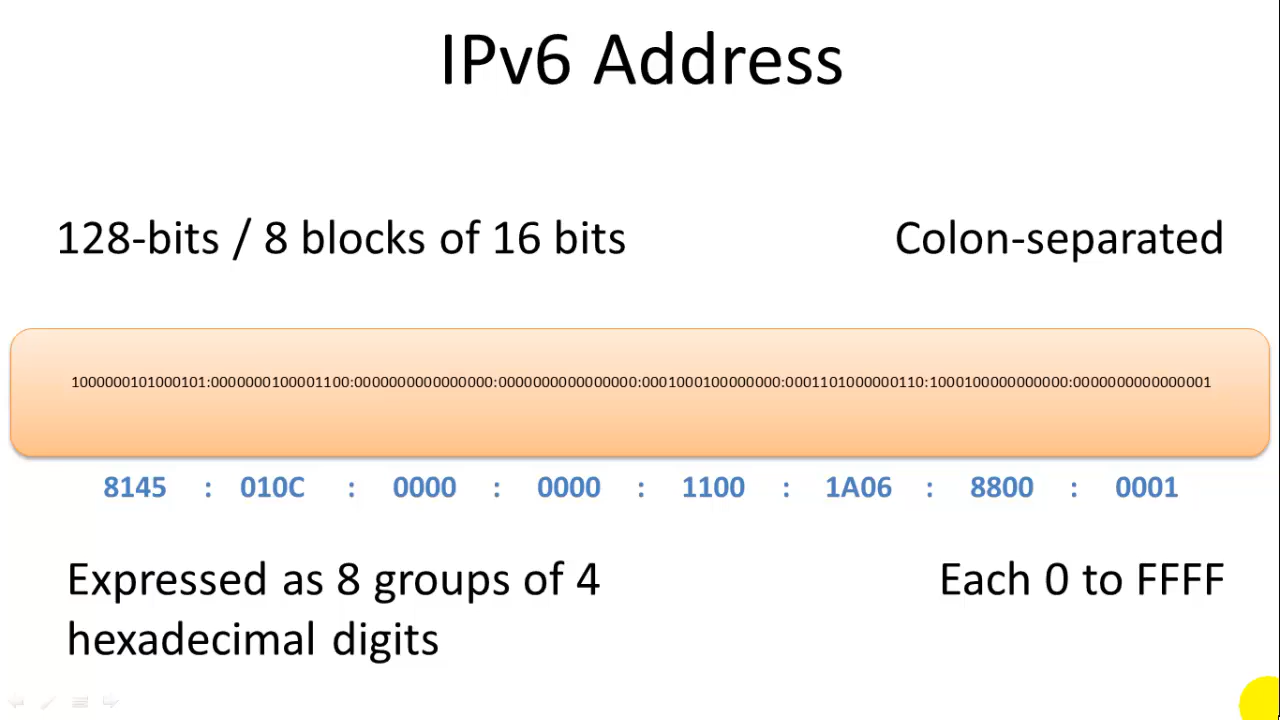 IPv6 Address
128-bits / 8 blocks of 16 bits
Colon-separated
1000000101000101:0000000100001100:0000000000000000:0000000000000000:0001000100000000:0001101000000110:1000100000000000:0000000000000001
8145 : 010C : 0000 : 0000 : 1100 : 1A06 : 8800 : 0001
Expressed as 8 groups of 4
hexadecimal digits
Each 0 to FFFF